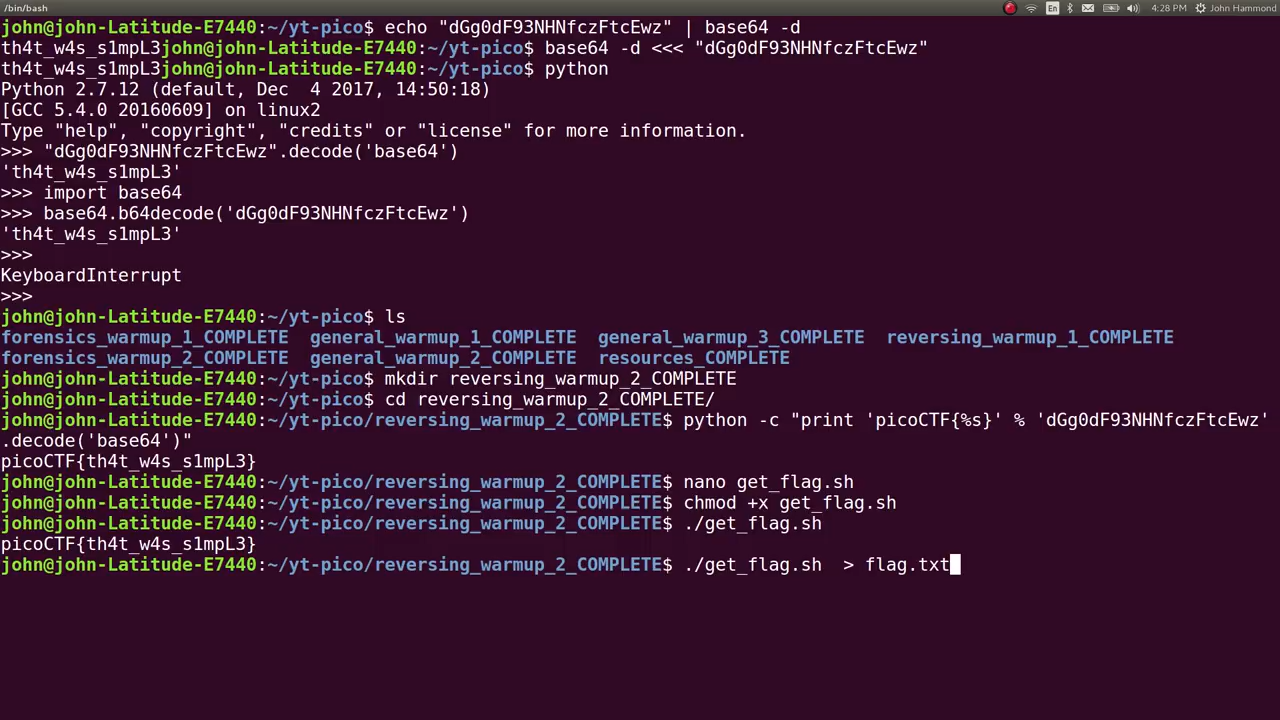 /bin/bash
En
4:28 PM
John Hammond
john@john-Latitude-E7440:~/yt-pico$ echo "dGg0dF93NHNfczFtcEwz" | base64 -d
th4t_w4s_s1mpL3john@john-Latitude-E7440:~/yt-pico$ base64 -d <<< "dGg0dF93NHNfczFtcEwz"
th4t_w4s_s1mpL3john@john-Latitude-E7440:~/yt-pico$ python
Python 2.7.12 (default, Dec  4 2017, 14:50:18)
[GCC 5.4.0 20160609] on linux2
Type "help", "copyright", "credits" or "license" for more information.
>>> "dGg0dF93NHNfczFtcEwz".decode('base64')
'th4t_w4s_s1mpL3'
>>> import base64
>>> base64.b64decode('dGg0dF93NHNfczFtcEwz')
'th4t_w4s_s1mpL3'
>>>
KeyboardInterrupt
>>>
john@john-Latitude-E7440:~/yt-pico$ ls
forensics_warmup_1_COMPLETE  general_warmup_1_COMPLETE  general_warmup_3_COMPLETE  reversing_warmup_1_COMPLETE
forensics_warmup_2_COMPLETE  general_warmup_2_COMPLETE  resources_COMPLETE
john@john-Latitude-E7440:~/yt-pico$ mkdir reversing_warmup_2_COMPLETE
john@john-Latitude-E7440:~/yt-pico$ cd reversing_warmup_2_COMPLETE/
john@john-Latitude-E7440:~/yt-pico/reversing_warmup_2_COMPLETE$ python -c "print 'picoCTF{%s}' % 'dGg0dF93NHNfczFtcEwz'
.decode('base64')"
picoCTF{th4t_w4s_s1mpL3}
john@john-Latitude-E7440:~/yt-pico/reversing_warmup_2_COMPLETE$ nano get_flag.sh
john@john-Latitude-E7440:~/yt-pico/reversing_warmup_2_COMPLETE$ chmod +x get_flag.sh
john@john-Latitude-E7440:~/yt-pico/reversing_warmup_2_COMPLETE$ ./get_flag.sh
picoCTF{th4t_w4s_s1mpL3}
john@john-Latitude-E7440:~/yt-pico/reversing_warmup_2_COMPLETE$ ./get_flag.sh  > flag.txt